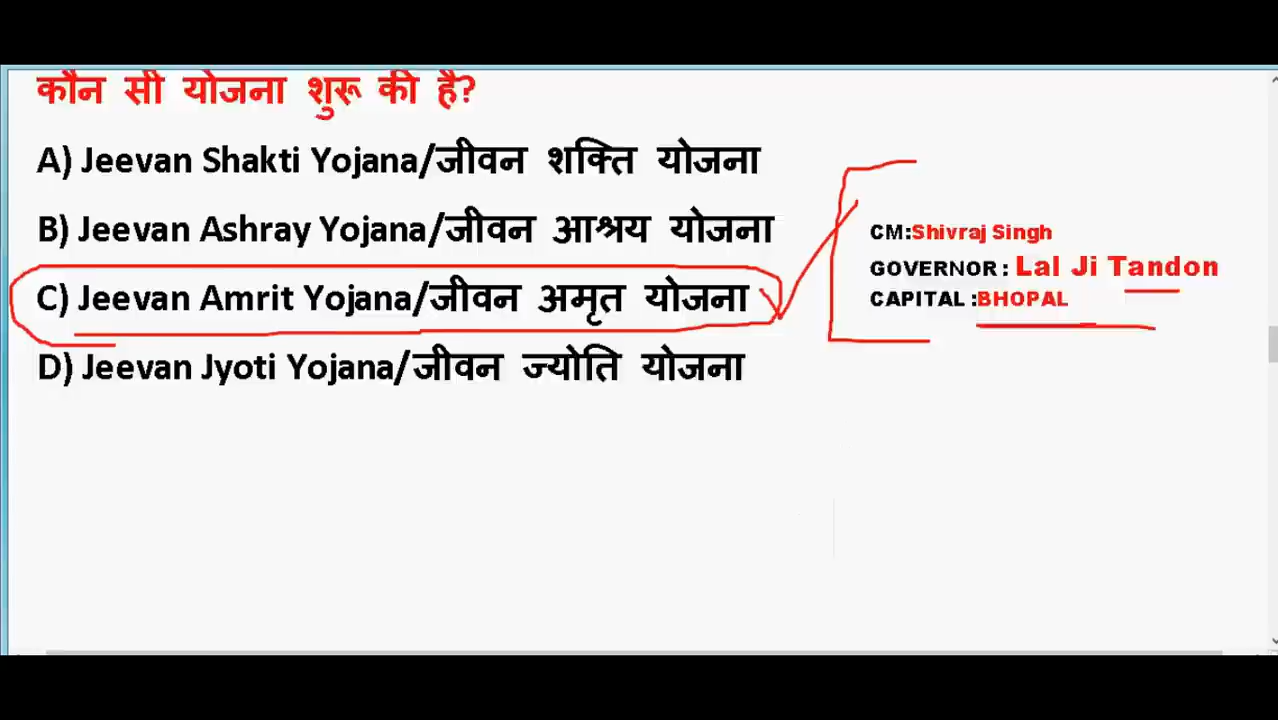 कौन सी योजना शुरू की है?
A) Jeevan Shakti Yojana/जीवन शक्ति योजना
B) Jeevan Ashray Yojana/जीवन आश्रय योजना
C) Jeevan Amrit Yojana/जीवन अमृत योजना
D) Jeevan Jyoti Yojana/जीवन ज्योति योजना
CM:Shivraj Singh
GOVERNOR : Lal Ji Tandon
CAPITAL :BHOPAL